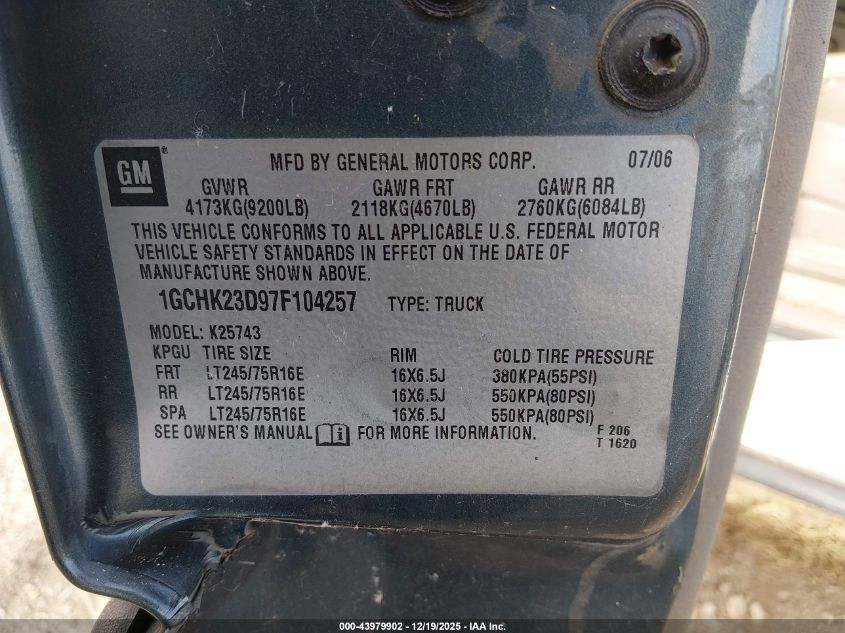 GM ® MFD BY GENERAL MOTORS CORP. 07/06
GVWR GAWR FRT GAWR RR
4173KG(9200LB) 2118KG(4670LB) 2760KG(6084LB)
THIS VEHICLE CONFORMS TO ALL APPLICABLE U.S. FEDERAL MOTOR
VEHICLE SAFETY STANDARDS IN EFFECT ON THE DATE OF
MANUFACTURE SHOWN ABOVE.
1GCHK23D97F104257 TYPE: TRUCK
MODEL: K25743
KPGU TIRE SIZE RIM COLD TIRE PRESSURE
FRT LT245/75R16E 16X6.5J 380KPA(55PSI)
RR LT245/75R16E 16X6.5J 550KPA(80PSI)
SPA LT245/75R16E 16X6.5J 550KPA(80PSI)
SEE OWNER'S MANUAL i FOR MORE INFORMATION.
F 206
T 1620
000-43979902 - 12/19/2025 - IAA Inc.